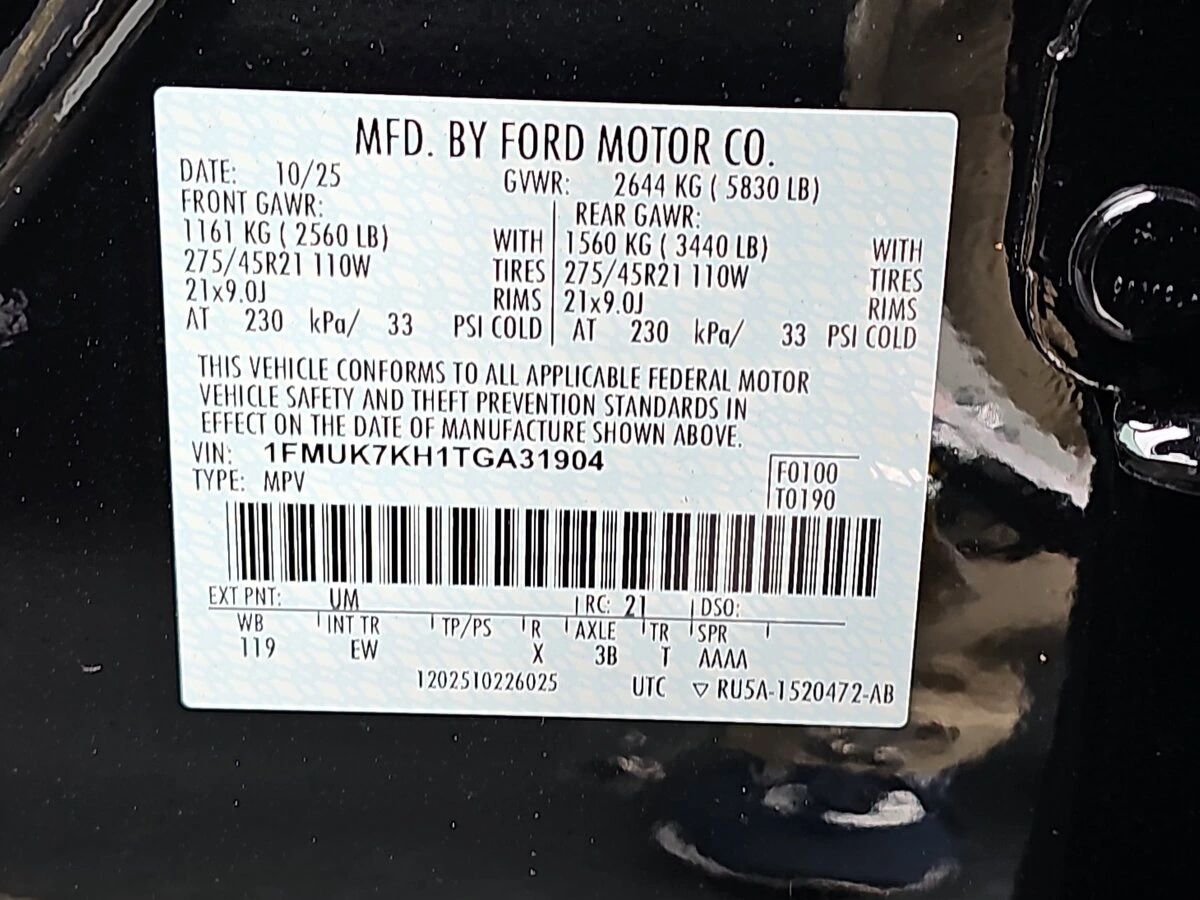 MFD. BY FORD MOTOR CO.
DATE: 10/25 GVWR: 2644 KG ( 5830 LB)
FRONT GAWR: REAR GAWR:
1161 KG ( 2560 LB) WITH 1560 KG ( 3440 LB) WITH
275/45R21 110W TIRES 275/45R21 110W TIRES
21x9.0J RIMS 21x9.0J RIMS
AT 230 kPa/ 33 PSI COLD AT 230 kPa/ 33 PSI COLD
THIS VEHICLE CONFORMS TO ALL APPLICABLE FEDERAL MOTOR
VEHICLE SAFETY AND THEFT PREVENTION STANDARDS IN
EFFECT ON THE DATE OF MANUFACTURE SHOWN ABOVE.
VIN: 1FMUK7KH1TGA31904
TYPE: MPV
F0100
T0190
EXT PNT: UM RC: 21 DSO:
WB INT TR TP/PS R AXLE TR SPR
119 EW X 3B T AAAA
1202510226025 UTC ▽ RU5A-1520472-AB